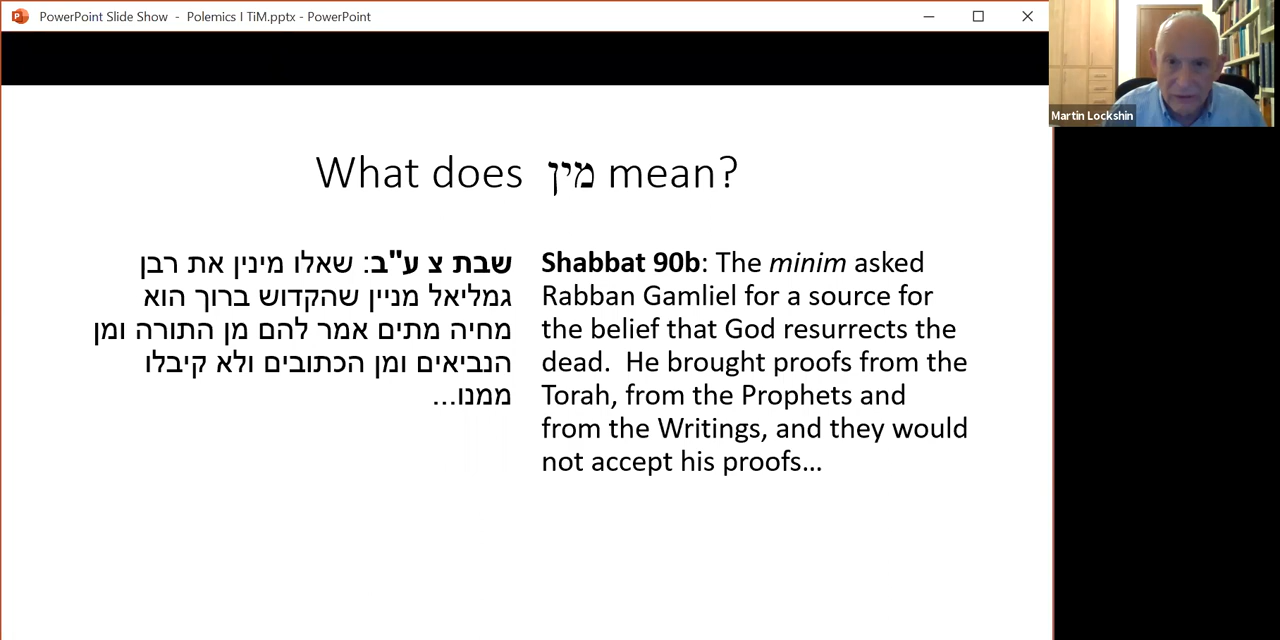 PowerPoint Slide Show - Polemics I TiM.pptx - PowerPoint
Martin Lockshin
What does מין mean?
שבת צ ע"ב: שאלו מינין את רבן
גמליאל מניין שהקדוש ברוך הוא
מחיה מתים אמר להם מן התורה ומן
הנביאים ומן הכתובים ולא קיבלו
ממנו...
Shabbat 90b: The minim asked
Rabban Gamliel for a source for
the belief that God resurrects the
dead. He brought proofs from the
Torah, from the Prophets and
from the Writings, and they would
not accept his proofs...